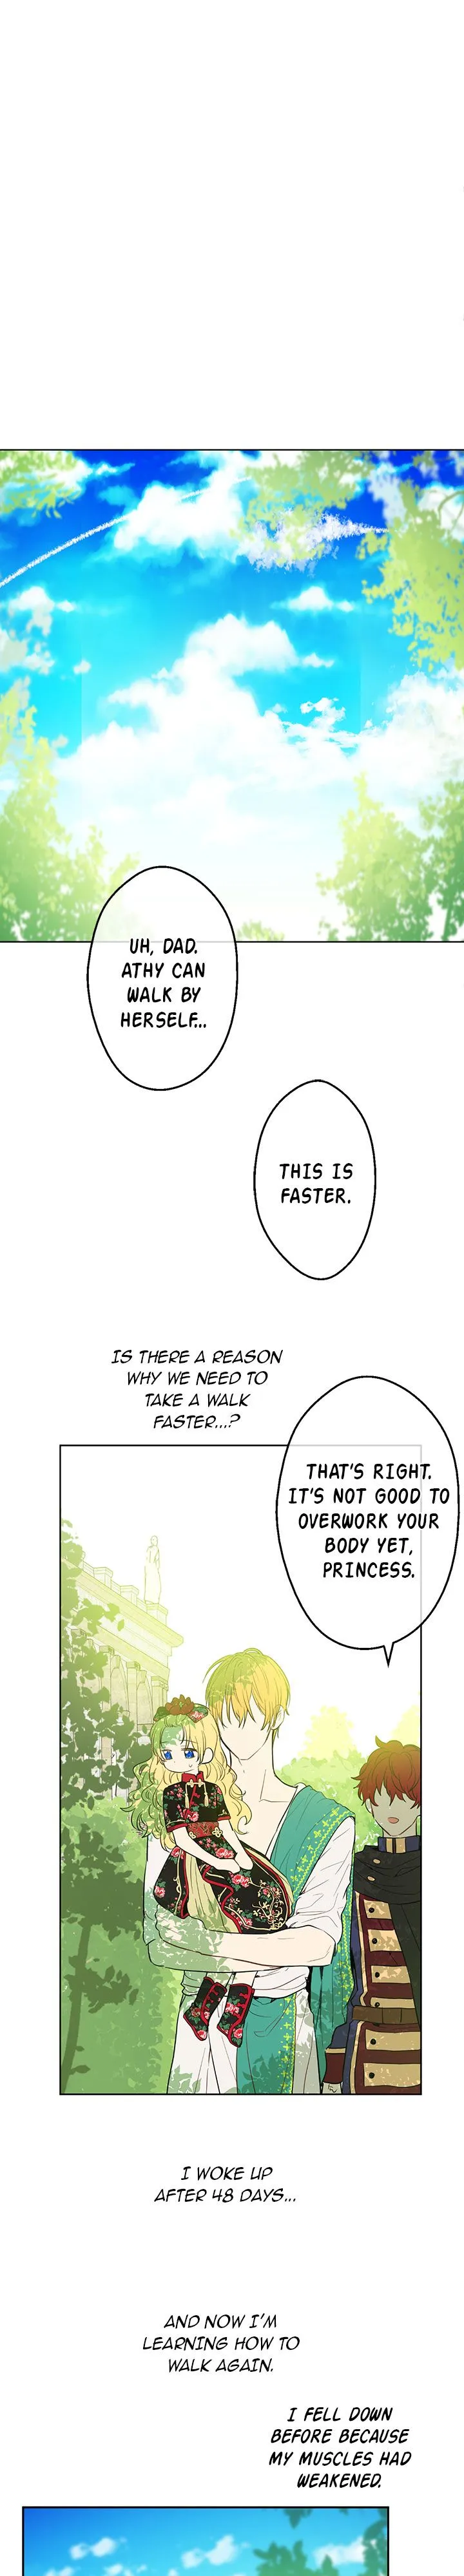 UH, DAD.
ATHY CAN
WALK BY
HERSELF...
THIS IS
FASTER.
IS THERE A REASON
WHY WE NEED TO
TAKE A WALK
FASTER...?
THAT'S RIGHT.
IT'S NOT GOOD TO
OVERWORK YOUR
BODY YET,
PRINCESS.
I WOKE UP
AFTER 48 DAYS...
AND NOW I'M
LEARNING HOW TO
WALK AGAIN.
I FELL DOWN
BEFORE BECAUSE
MY MUSCLES HAD
WEAKENED.